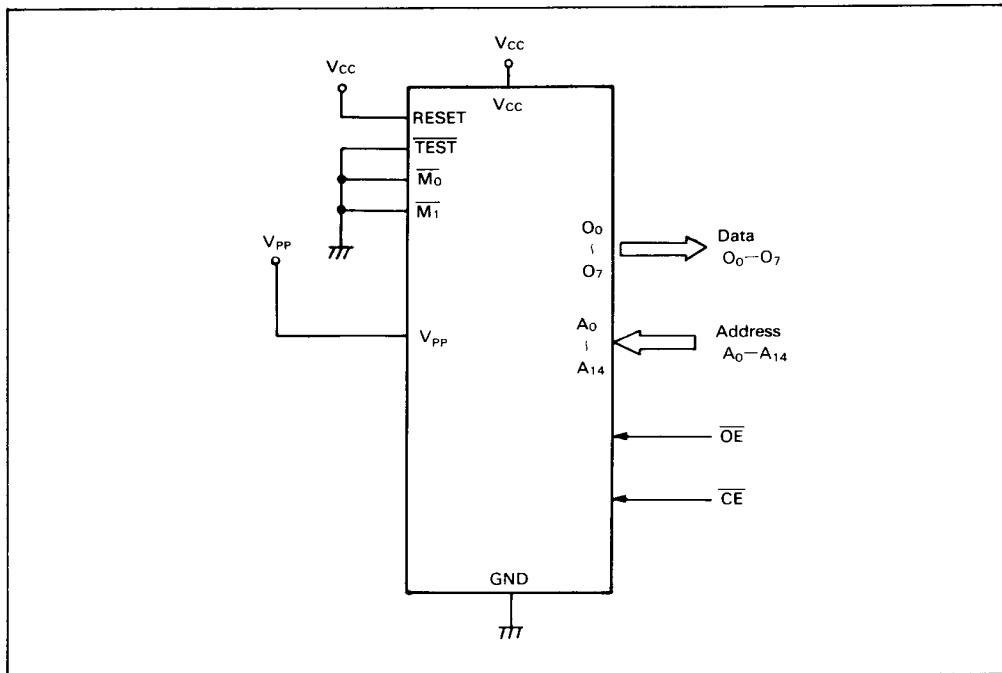 Vcc
Vcc
Vcc
RESET
TEST
M0
M1
VPP
VPP
O0
~
O7
Data
O0—O7
A0
~
A14
Address
A0—A14
OE
CE
GND